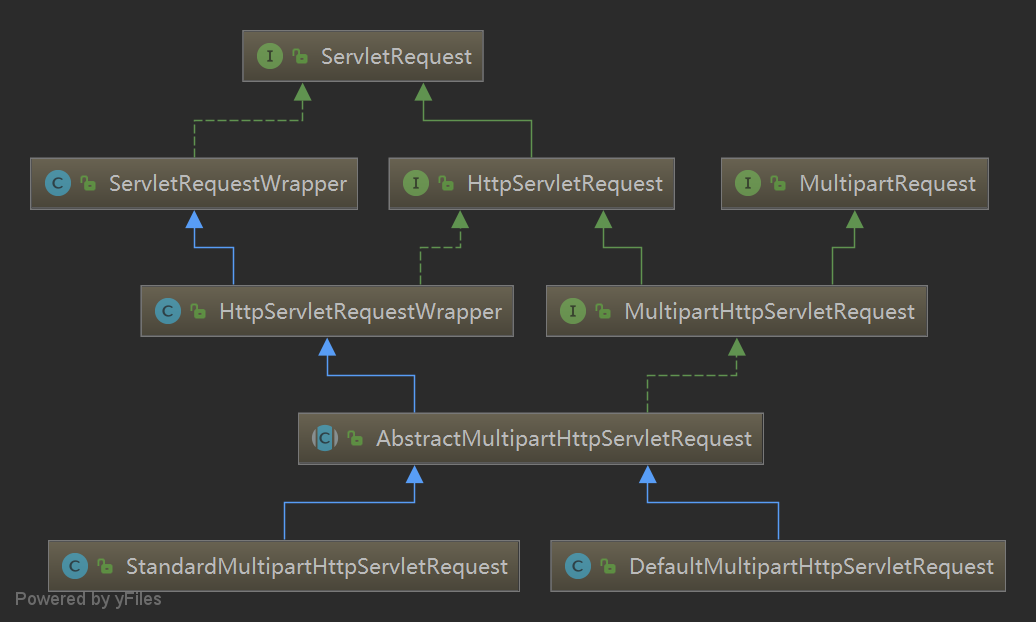 I ServletRequest
C ServletRequestWrapper
I HttpServletRequest
I MultipartRequest
C HttpServletRequestWrapper
I MultipartHttpServletRequest
C AbstractMultipartHttpServletRequest
C StandardMultipartHttpServletRequest
C DefaultMultipartHttpServletRequest
Powered by yFiles